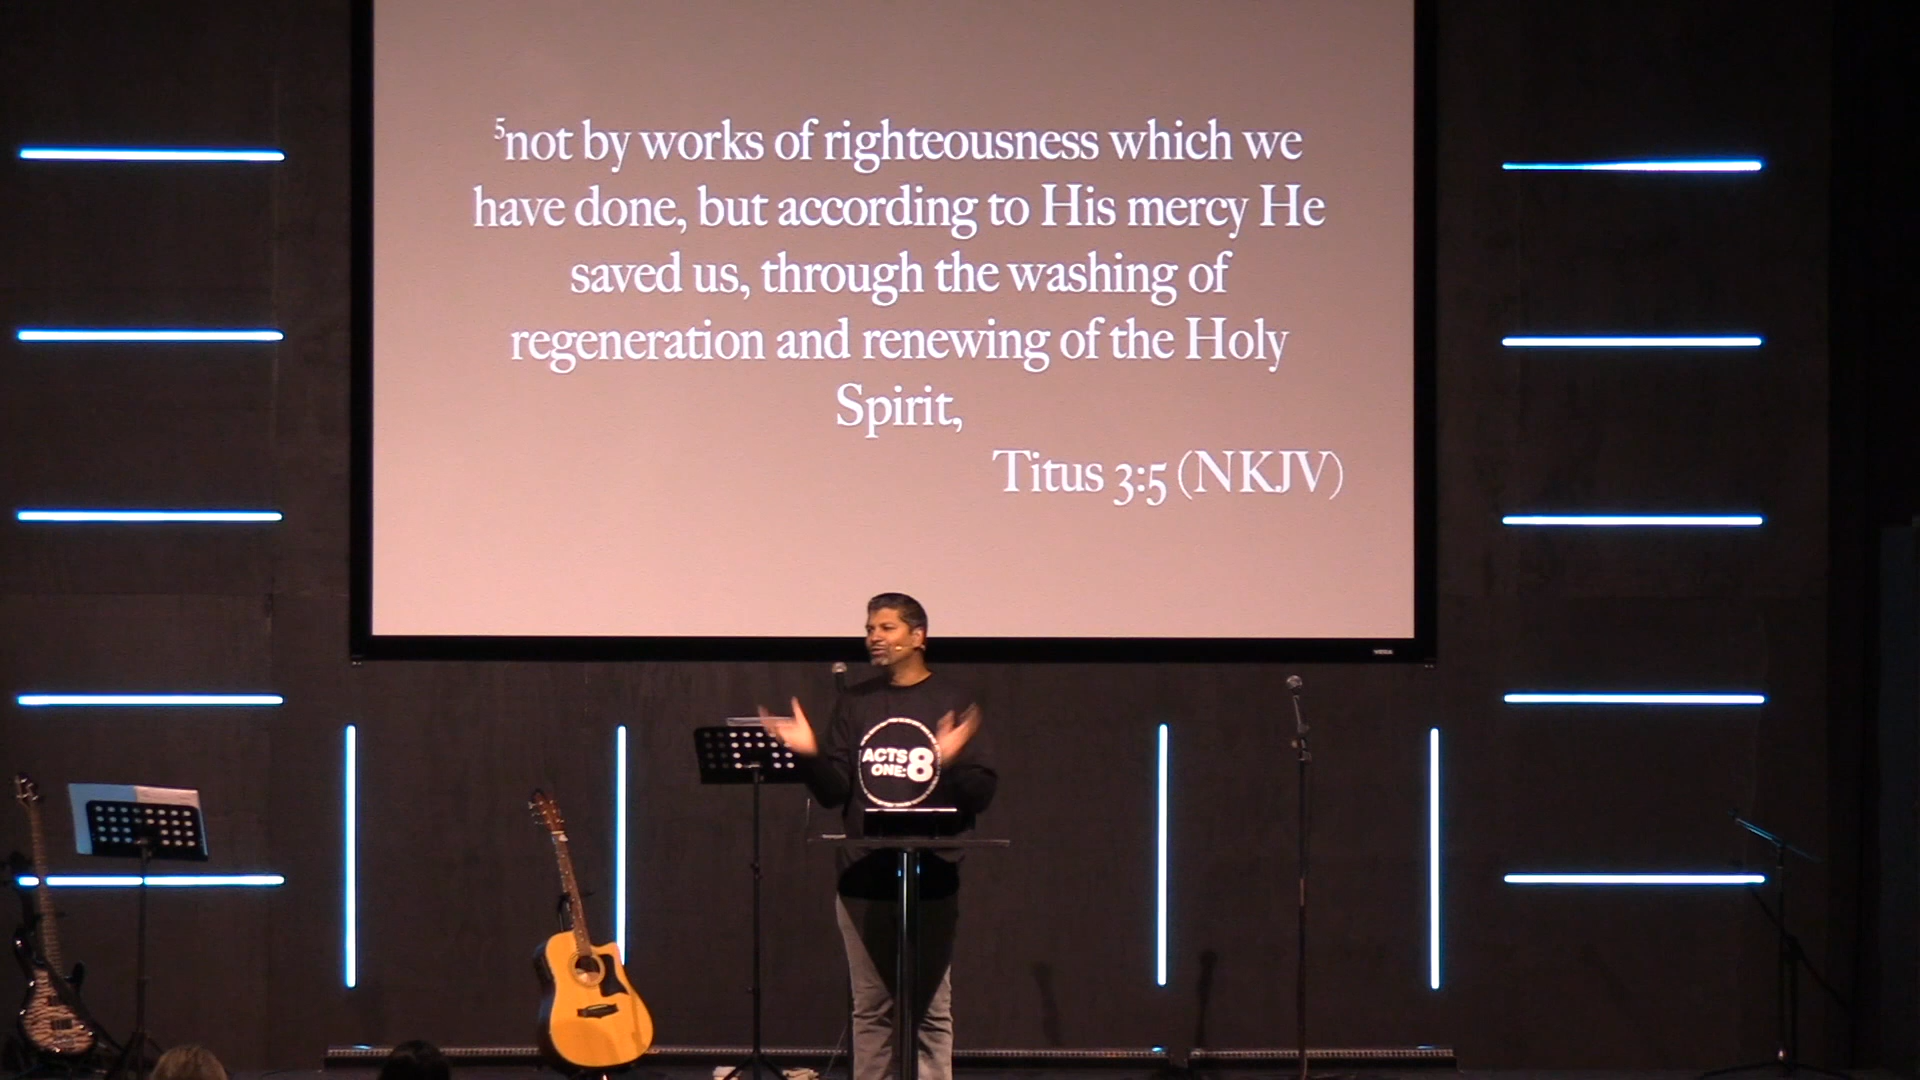 ⁵not by works of righteousness which we
have done, but according to His mercy He
saved us, through the washing of
regeneration and renewing of the Holy
Spirit,
Titus 3:5 (NKJV)
ACTS
ONE:8